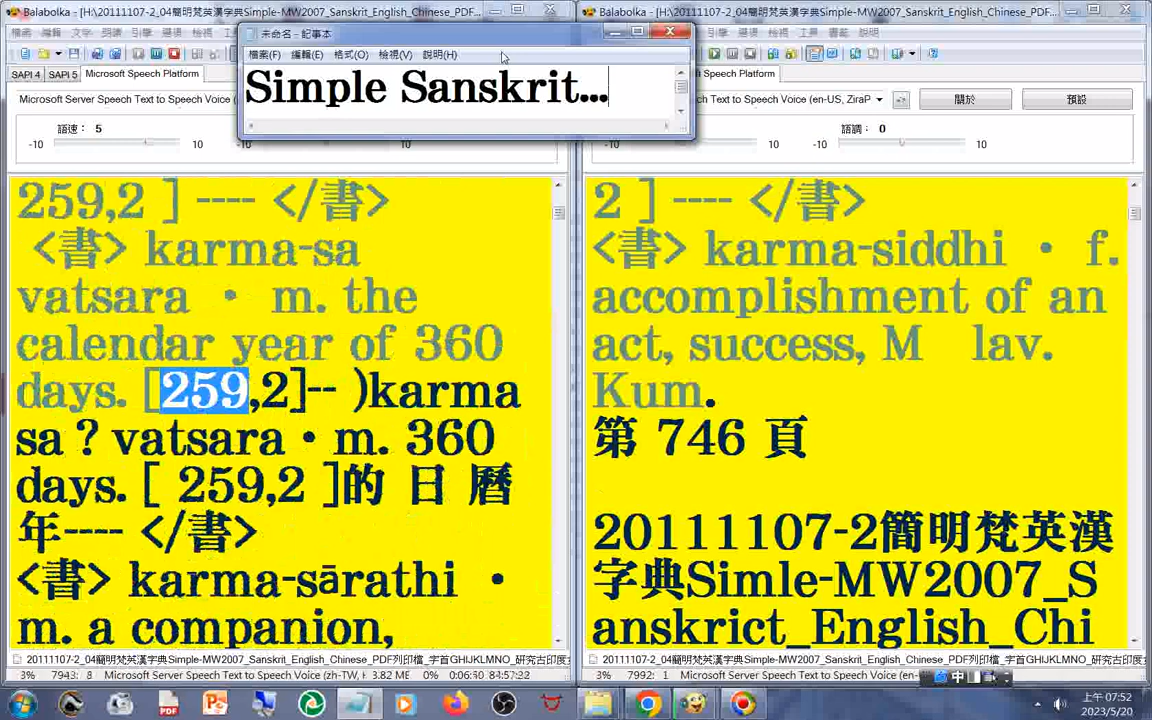 Balabolka - [H:\20111107-2_04簡明梵英漢字典Simple-MW2007_Sanskrit_English_Chinese_PDF...
Balabolka - [H:\20111107-2_04簡明梵英漢字典Simple-MW2007_Sanskrit_English_Chinese_PDF...
未命名 - 記事本
檔案(F) 編輯(E) 格式(O) 檢視(V) 說明(H)
Simple Sanskrit...
SAPI 4 SAPI 5 Microsoft Speech Platform
Speech Platform
Microsoft Server Speech Text to Speech Voice
Text to Speech Voice (en-US, ZiraP
關於
預設
語速： 5
語調： 0
-10 10
-10 10
-10 10
-10 10
259,2 ] ---- </書>
<書> karma-sa
vatsara • m. the
calendar year of 360
days. [259,2]-- )karma
sa ? vatsara • m. 360
days. [ 259,2 ]的 日 曆
年---- </書>
<書> karma-sārathi •
m. a companion,
2 ] ---- </書>
<書> karma-siddhi • f.
accomplishment of an
act, success, M lav.
Kum.
第 746 頁
20111107-2簡明梵英漢
字典Simle-MW2007_S
anskrict_English_Chi
20111107-2_04簡明梵英漢字典Simple-MW2007_Sanskrit_English_Chinese_PDF列印檔_字首GHIJKLMNO_研究古印度
20111107-2_04簡明梵英漢字典Simple-MW2007_Sanskrit_English_Chinese_PDF列印檔_字首GHIJKLMNO_研究古印度
3% 7943: 8 Microsoft Server Speech Text to Speech Voice (zh-TW, 3.82 MB 0% 84:57:22
3% 7992: 1 Microsoft Server Speech Text to Speech Voice (en-
中
上午 07:52
2023/5/20